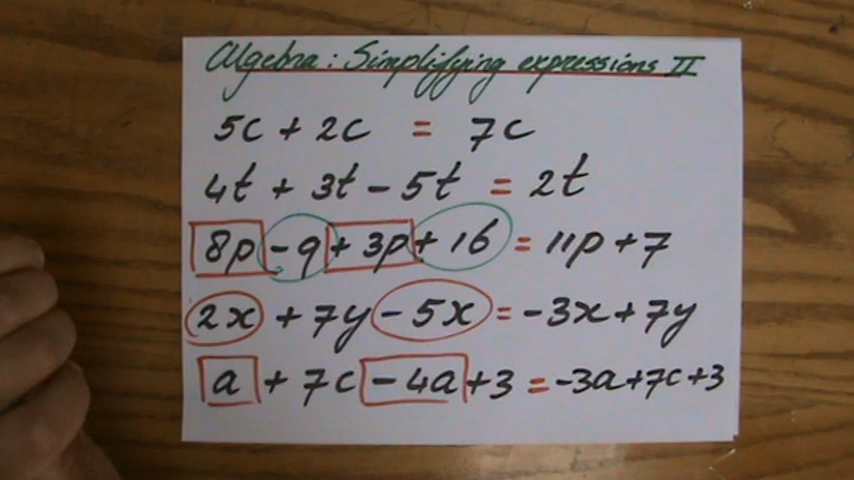 Algebra: Simplifying expressions II
5c + 2c = 7c
4t + 3t - 5t = 2t
8p - 9 + 3p + 16 = 11p + 7
2x + 7y - 5x = -3x + 7y
a + 7c - 4a + 3 = -3a + 7c + 3